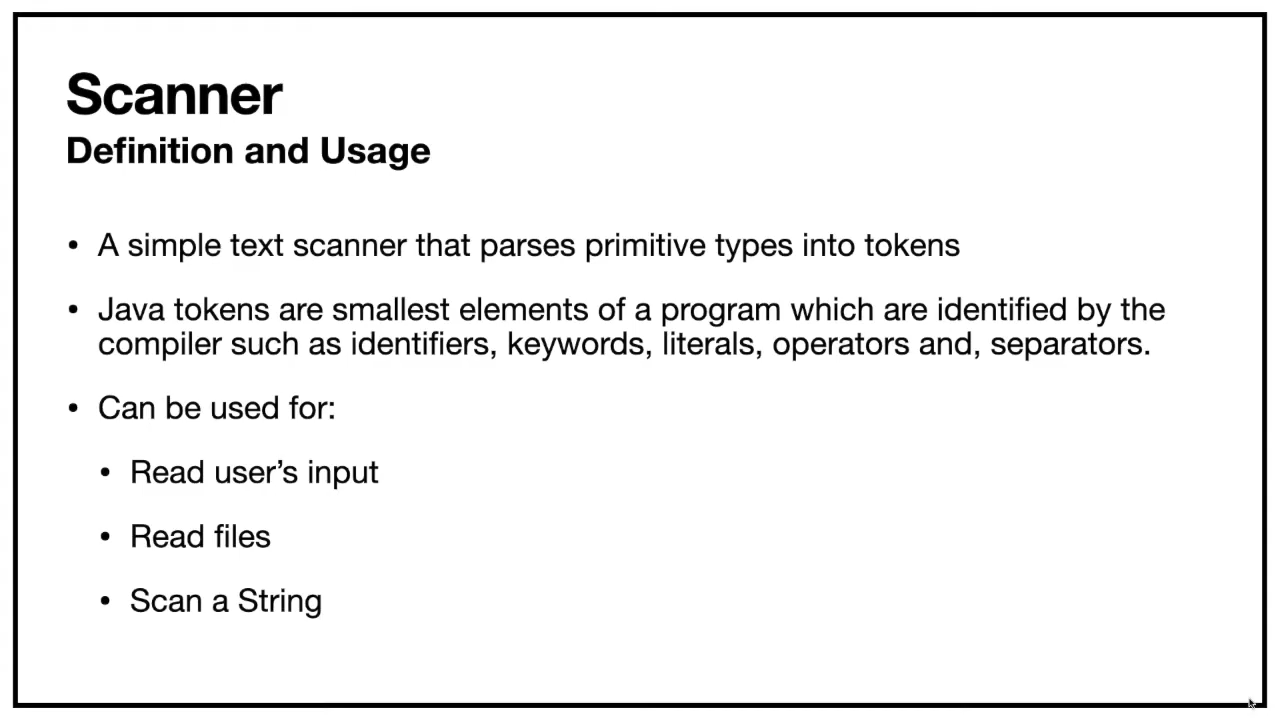 Scanner
Definition and Usage
• A simple text scanner that parses primitive types into tokens
• Java tokens are smallest elements of a program which are identified by the
compiler such as identifiers, keywords, literals, operators and, separators.
• Can be used for:
• Read user’s input
• Read files
• Scan a String